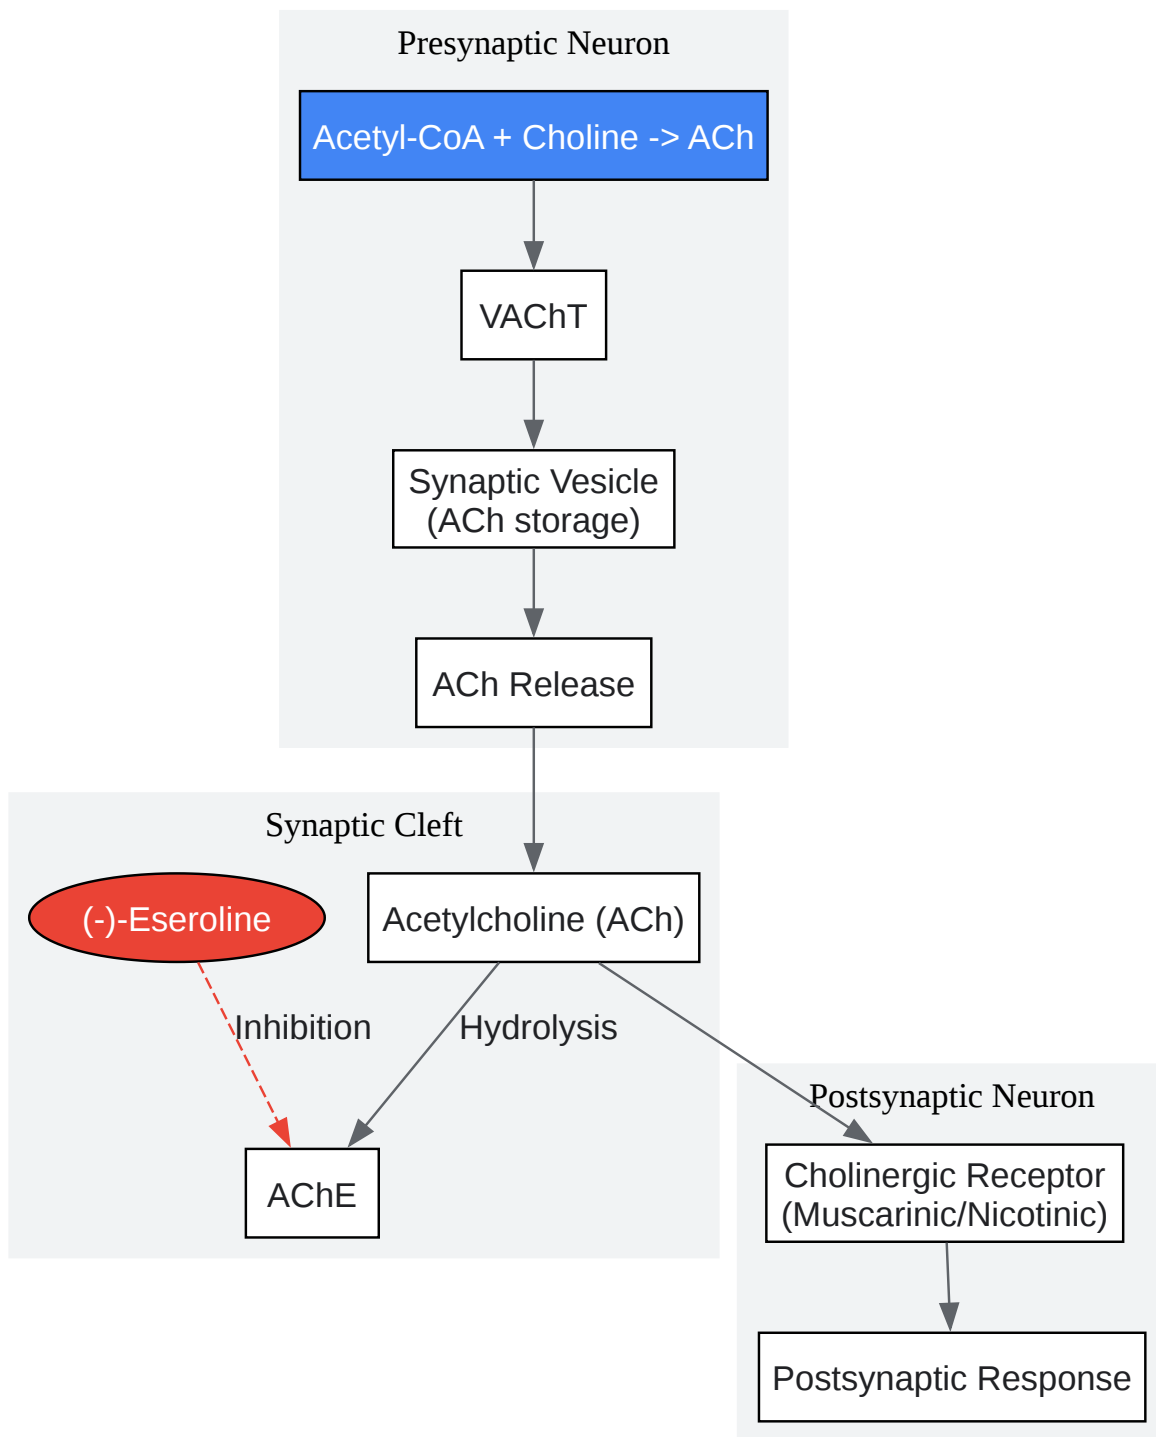 Presynaptic Neuron
Acetyl-CoA + Choline -> ACh
VAChT
Synaptic Vesicle
(ACh storage)
ACh Release
Synaptic Cleft
(-)-Eseroline
Acetylcholine (ACh)
Inhibition
Hydrolysis
AChE
Postsynaptic Neuron
Cholinergic Receptor
(Muscarinic/Nicotinic)
Postsynaptic Response